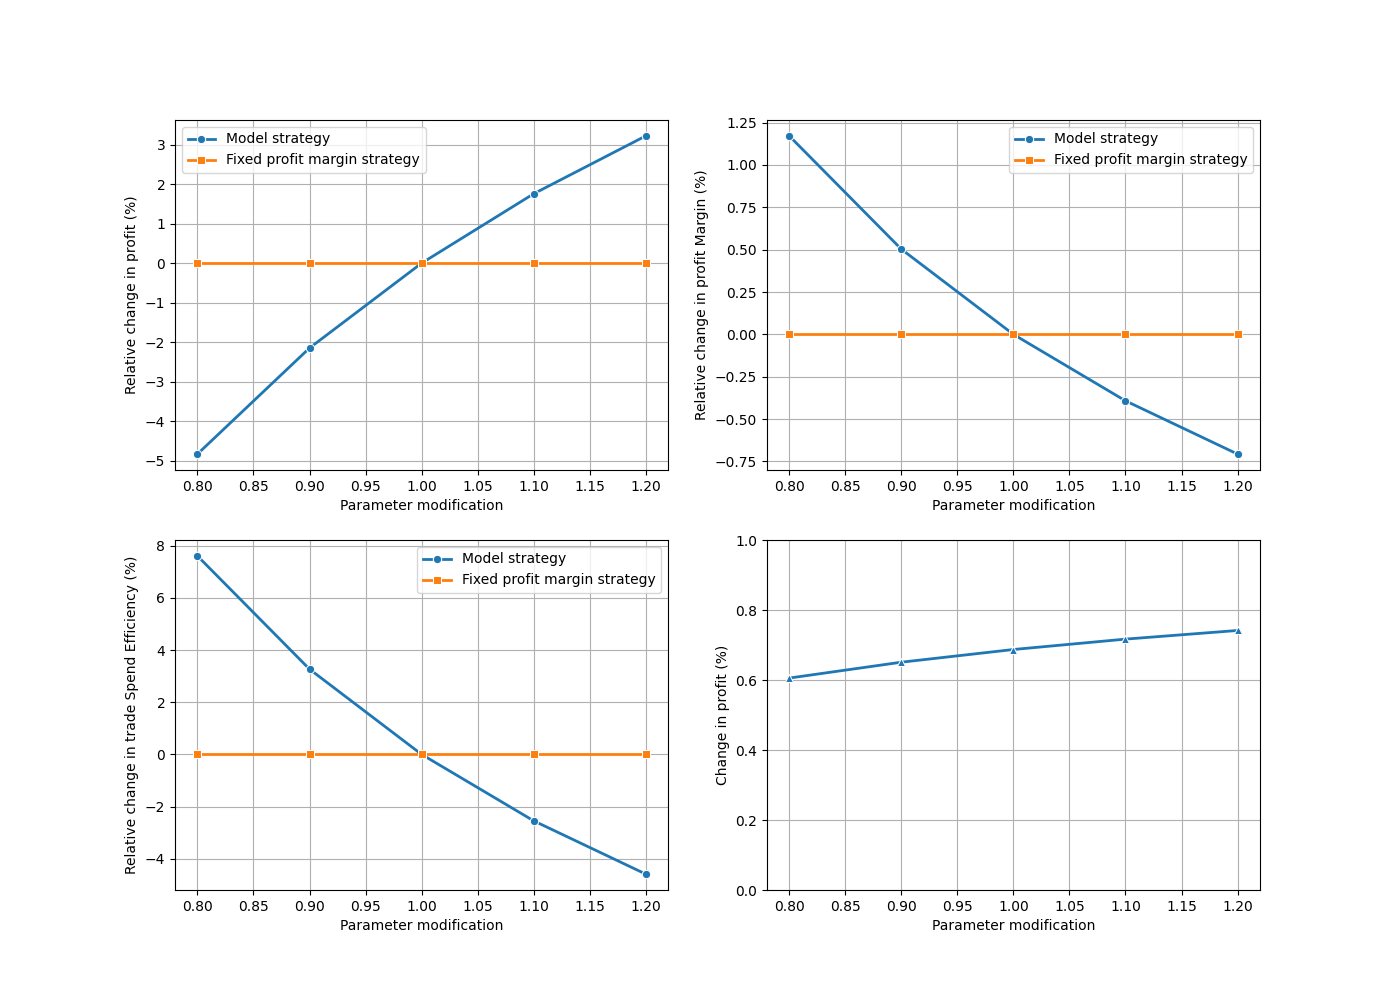 Model strategy
Fixed profit margin strategy
3
2
1
0
−1
−2
−3
−4
−5
Relative change in profit (%)
0.80 0.85 0.90 0.95 1.00 1.05 1.10 1.15 1.20
Parameter modification
Model strategy
Fixed profit margin strategy
1.25
1.00
0.75
0.50
0.25
0.00
−0.25
−0.50
−0.75
Relative change in profit Margin (%)
0.80 0.85 0.90 0.95 1.00 1.05 1.10 1.15 1.20
Parameter modification
Model strategy
Fixed profit margin strategy
8
6
4
2
0
−2
−4
Relative change in trade Spend Efficiency (%)
0.80 0.85 0.90 0.95 1.00 1.05 1.10 1.15 1.20
Parameter modification
1.0
0.8
0.6
0.4
0.2
0.0
Change in profit (%)
0.80 0.85 0.90 0.95 1.00 1.05 1.10 1.15 1.20
Parameter modification